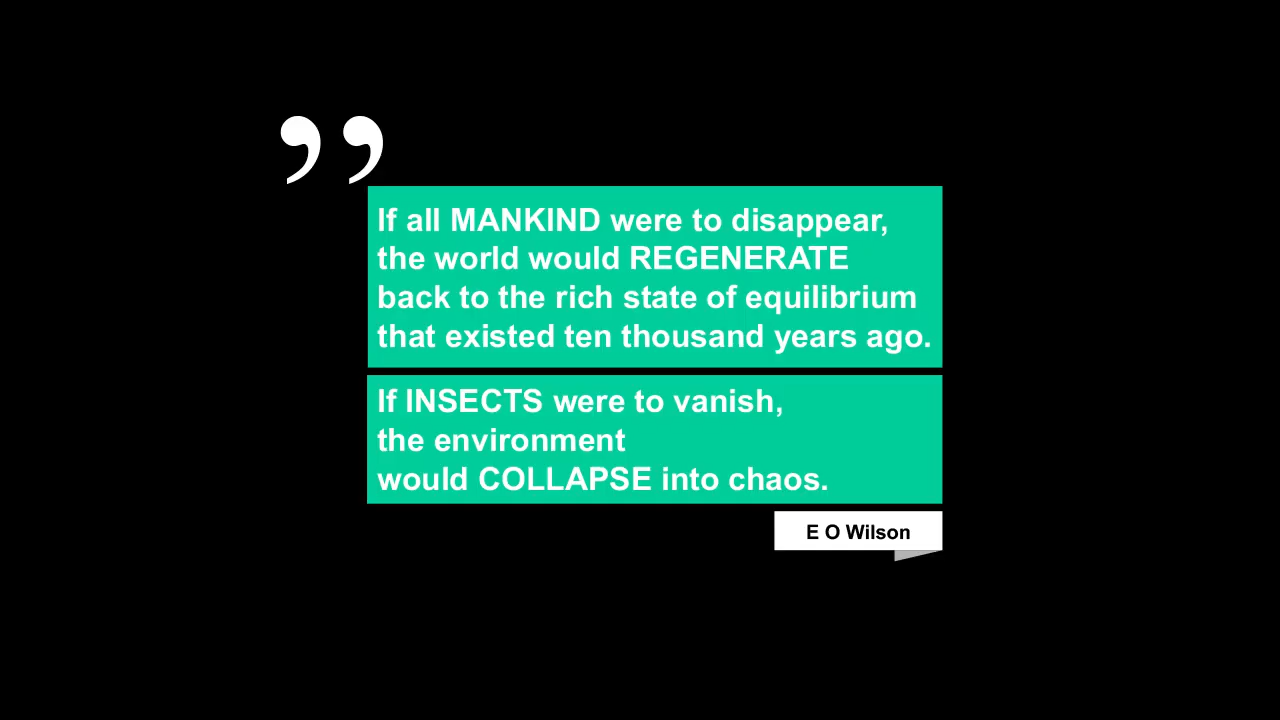 ”
If all MANKIND were to disappear,
the world would REGENERATE
back to the rich state of equilibrium
that existed ten thousand years ago.
If INSECTS were to vanish,
the environment
would COLLAPSE into chaos.
E O Wilson